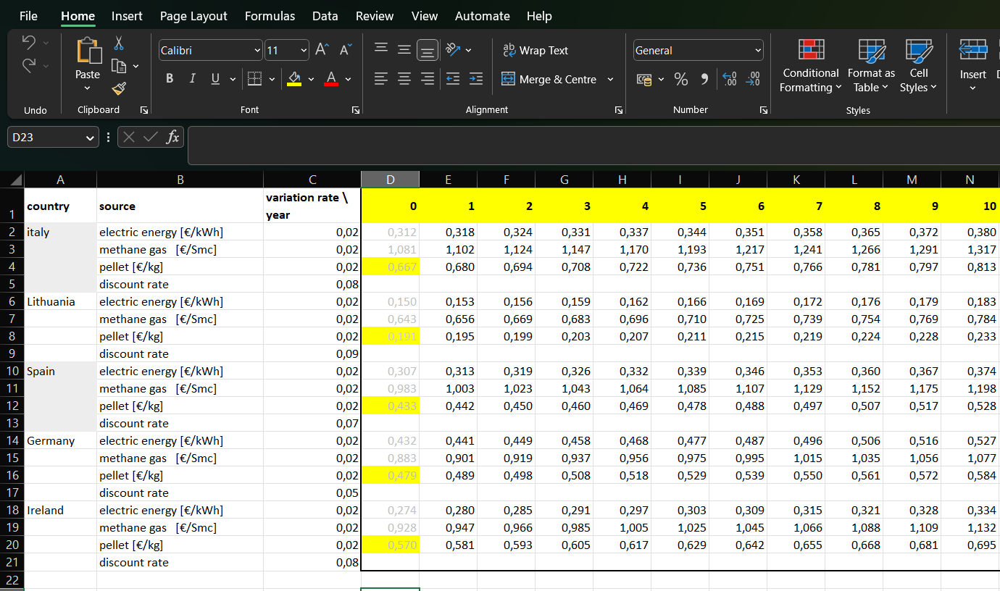 File Home Insert Page Layout Formulas Data Review View Automate Help
Calibri 11 Wrap Text General
Paste B I U Merge & Centre % Conditional Formatting Format as Table Cell Styles Insert
Undo Clipboard Font Alignment Number Styles
D23 fx
A B C D E F G H I J K L M N
1 country source variation rate \ year 0 1 2 3 4 5 6 7 8 9 10
2 italy electric energy [€/kWh] 0,02 0,312 0,318 0,324 0,331 0,337 0,344 0,351 0,358 0,365 0,372 0,380
3 methane gas [€/Smc] 0,02 1,081 1,102 1,124 1,147 1,170 1,193 1,217 1,241 1,266 1,291 1,317
4 pellet [€/kg] 0,02 0,667 0,680 0,694 0,708 0,722 0,736 0,751 0,766 0,781 0,797 0,813
5 discount rate 0,08
6 Lithuania electric energy [€/kWh] 0,02 0,150 0,153 0,156 0,159 0,162 0,166 0,169 0,172 0,176 0,179 0,183
7 methane gas [€/Smc] 0,02 0,643 0,656 0,669 0,683 0,696 0,710 0,725 0,739 0,754 0,769 0,784
8 pellet [€/kg] 0,02 0,191 0,195 0,199 0,203 0,207 0,211 0,215 0,219 0,224 0,228 0,233
9 discount rate 0,09
10 Spain electric energy [€/kWh] 0,02 0,307 0,313 0,319 0,326 0,332 0,339 0,346 0,353 0,360 0,367 0,374
11 methane gas [€/Smc] 0,02 0,983 1,003 1,023 1,043 1,064 1,085 1,107 1,129 1,152 1,175 1,198
12 pellet [€/kg] 0,02 0,433 0,442 0,450 0,460 0,469 0,478 0,488 0,497 0,507 0,517 0,528
13 discount rate 0,07
14 Germany electric energy [€/kWh] 0,02 0,432 0,441 0,449 0,458 0,468 0,477 0,487 0,496 0,506 0,516 0,527
15 methane gas [€/Smc] 0,02 0,883 0,901 0,919 0,937 0,956 0,975 0,995 1,015 1,035 1,056 1,077
16 pellet [€/kg] 0,02 0,479 0,489 0,498 0,508 0,518 0,529 0,539 0,550 0,561 0,572 0,584
17 discount rate 0,05
18 Ireland electric energy [€/kWh] 0,02 0,274 0,280 0,285 0,291 0,297 0,303 0,309 0,315 0,321 0,328 0,334
19 methane gas [€/Smc] 0,02 0,928 0,947 0,966 0,985 1,005 1,025 1,045 1,066 1,088 1,109 1,132
20 pellet [€/kg] 0,02 0,570 0,581 0,593 0,605 0,617 0,629 0,642 0,655 0,668 0,681 0,695
21 discount rate 0,08
22